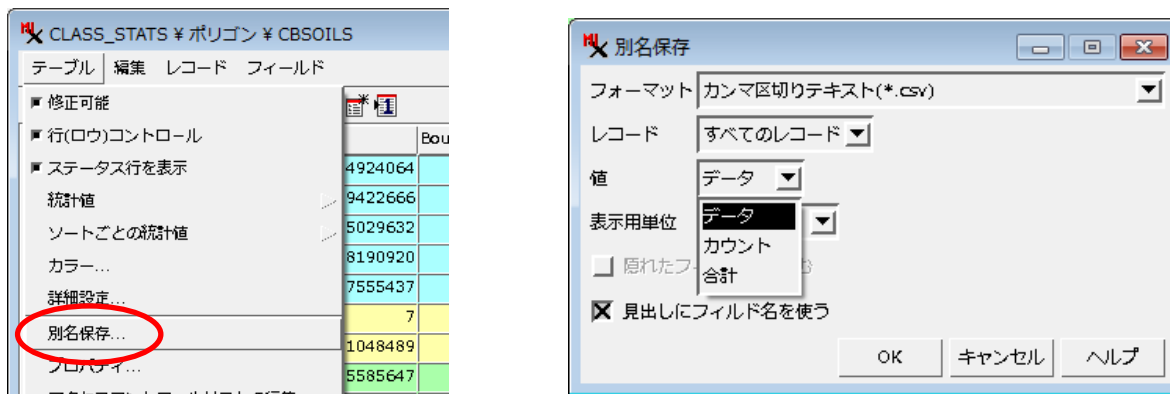 CLASS_STATS ¥ ポリゴン ¥ CBSOILS
テーブル 編集 レコード フィールド
修正可能
行(ロウ)コントロール
ステータス行を表示
統計値
ソートごとの統計値
カラー...
詳細設定...
別名保存...
プロパティ...
Bou
4924064
9422666
5029632
8190920
7555437
7
1048489
5585647
別名保存
フォーマット カンマ区切りテキスト(*.csv)
レコード すべてのレコード
値 データ
表示用単位
データ
カウント
合計
隠れたフ
見出しにフィルド名を使う
OK キャンセル ヘルプ